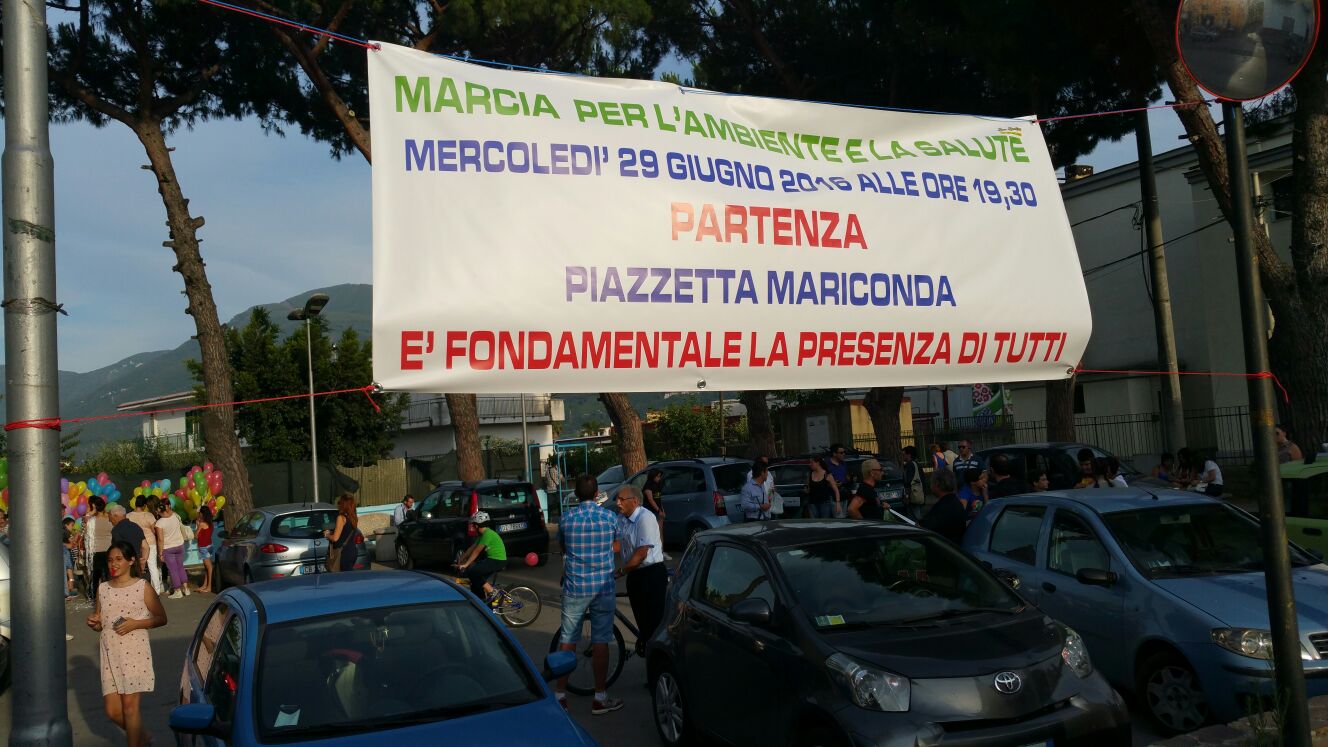 MARCIA PER L'AMBIENTE E LA SALUTE
MERCOLEDI' 29 GIUGNO 2016 ALLE ORE 19,30
PARTENZA
PIAZZETTA MARICONDA
E' FONDAMENTALE LA PRESENZA DI TUTTI